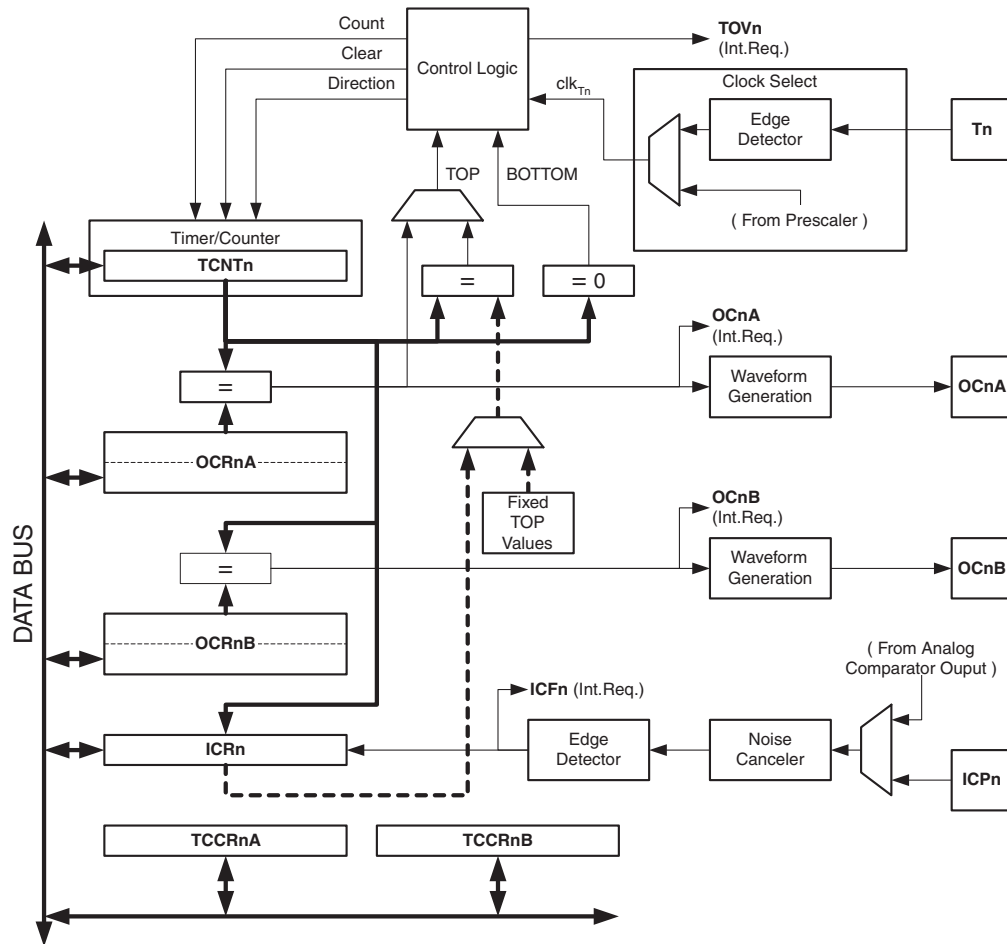 Count
Clear
Direction
Control Logic
TOVn
(Int.Req.)
clkTn
Clock Select
Edge
Detector
Tn
( From Prescaler )
TOP
BOTTOM
Timer/Counter
TCNTn
=
= 0
OCnA
(Int.Req.)
=
Waveform
Generation
OCnA
OCRnA
Fixed
TOP
Values
OCnB
(Int.Req.)
=
Waveform
Generation
OCnB
OCRnB
DATA BUS
( From Analog
Comparator Ouput )
ICFn (Int.Req.)
ICRn
Edge
Detector
Noise
Canceler
ICPn
TCCRnA
TCCRnB